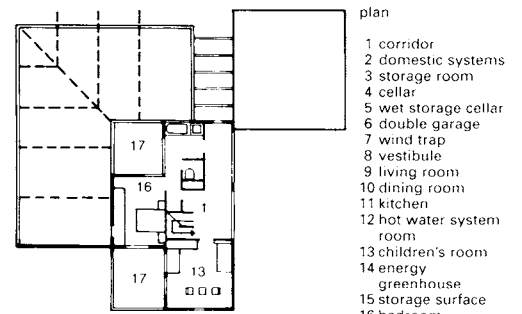 plan
1 corridor
2 domestic systems
3 storage room
4 cellar
5 wet storage cellar
6 double garage
7 wind trap
8 vestibule
9 living room
10 dining room
11 kitchen
12 hot water system
room
13 children's room
14 energy
greenhouse
15 storage surface
16 bedroom
17
16
1
13
17